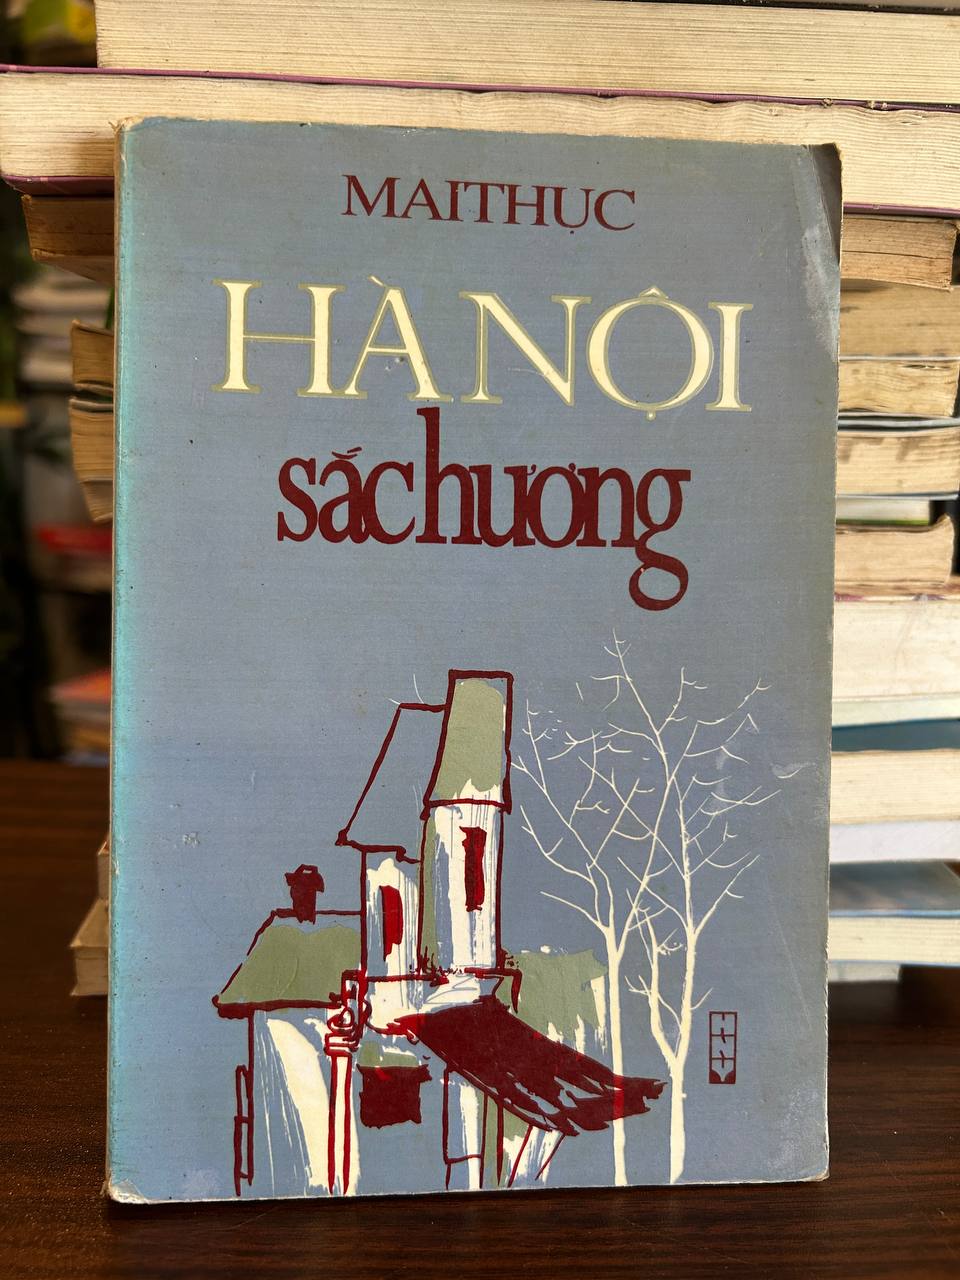 MAI THỤC
HÀ NỘI
sắc hương